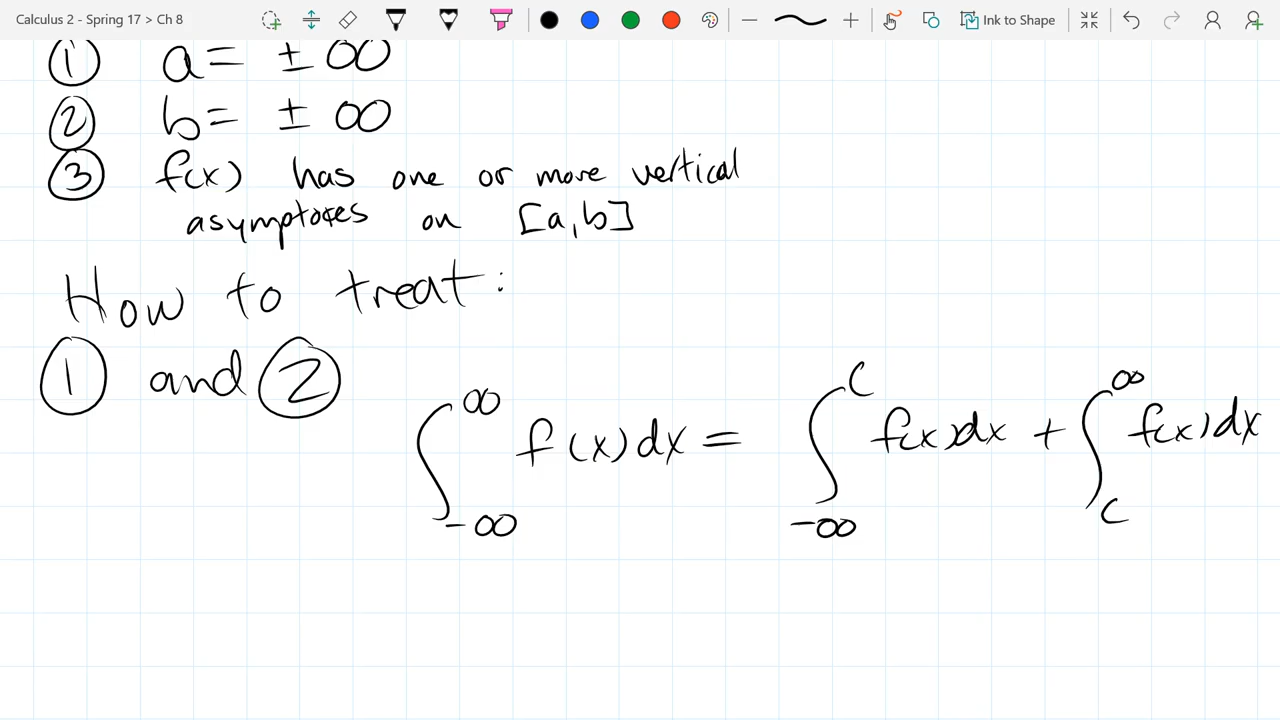 Calculus 2 - Spring 17 > Ch 8
Ink to Shape
① a = ± ∞
② b = ± ∞
③ f(x) has one or more vertical
asymptotes on [a,b]
How to treat:
① and ②
∫_{-∞}^{∞} f(x)dx = ∫_{-∞}^{c} f(x)dx + ∫_{c}^{∞} f(x)dx